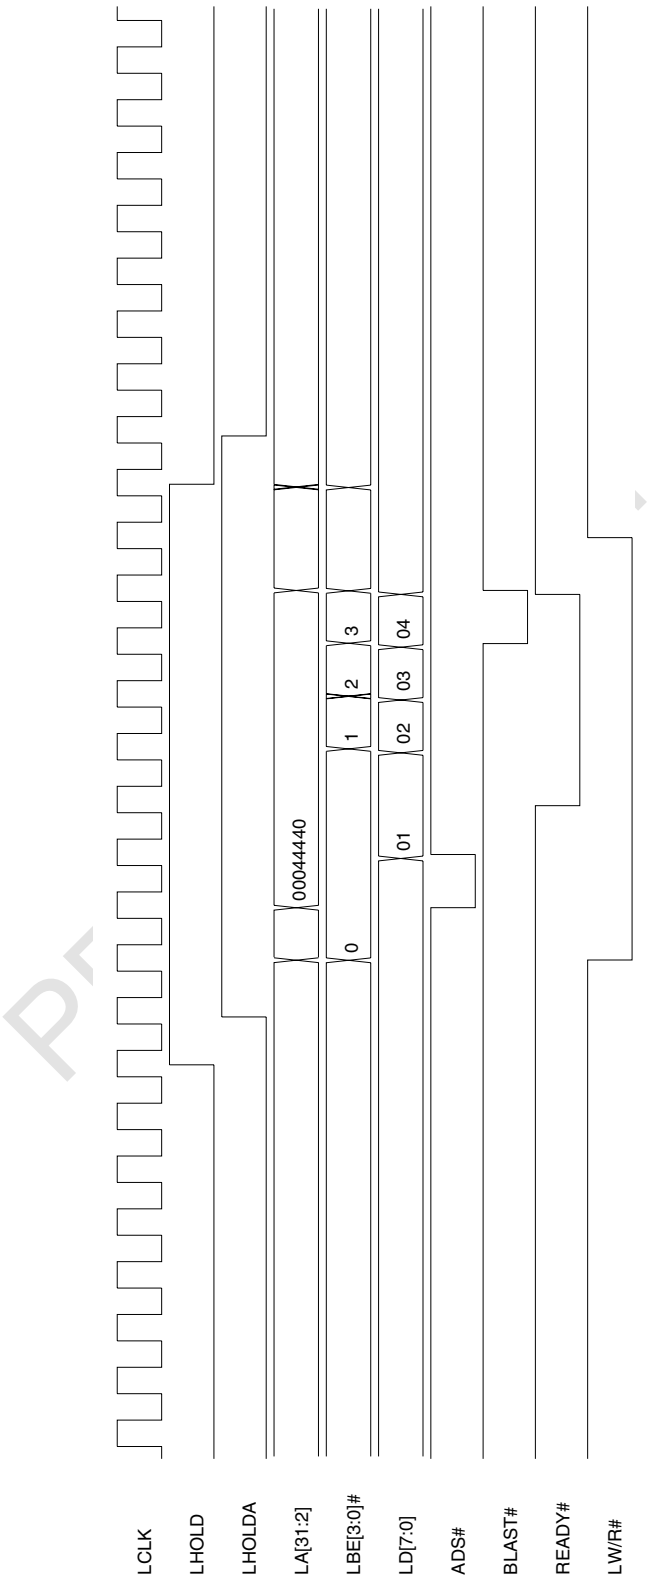 LCLK
LHOLD
LHOLDA
LA[31:2]
00044440
LBE[3:0]#
0 1 2 3
LD[7:0]
01 02 03 04
ADS#
BLAST#
READY#
LW/R#